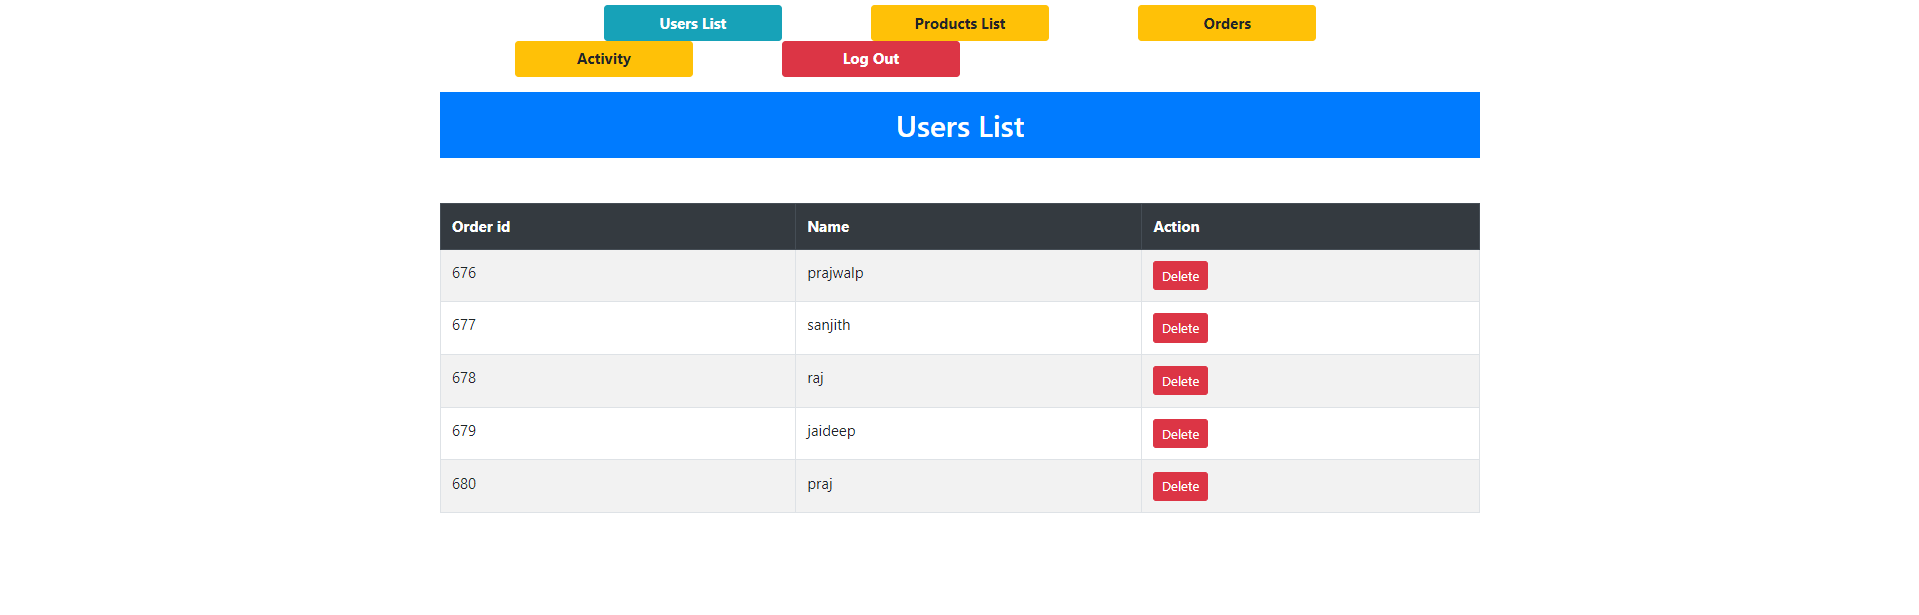 Users List Products List Orders
Activity Log Out
Users List
Order id Name Action
676 prajwalp Delete
677 sanjith Delete
678 raj Delete
679 jaideep Delete
680 praj Delete